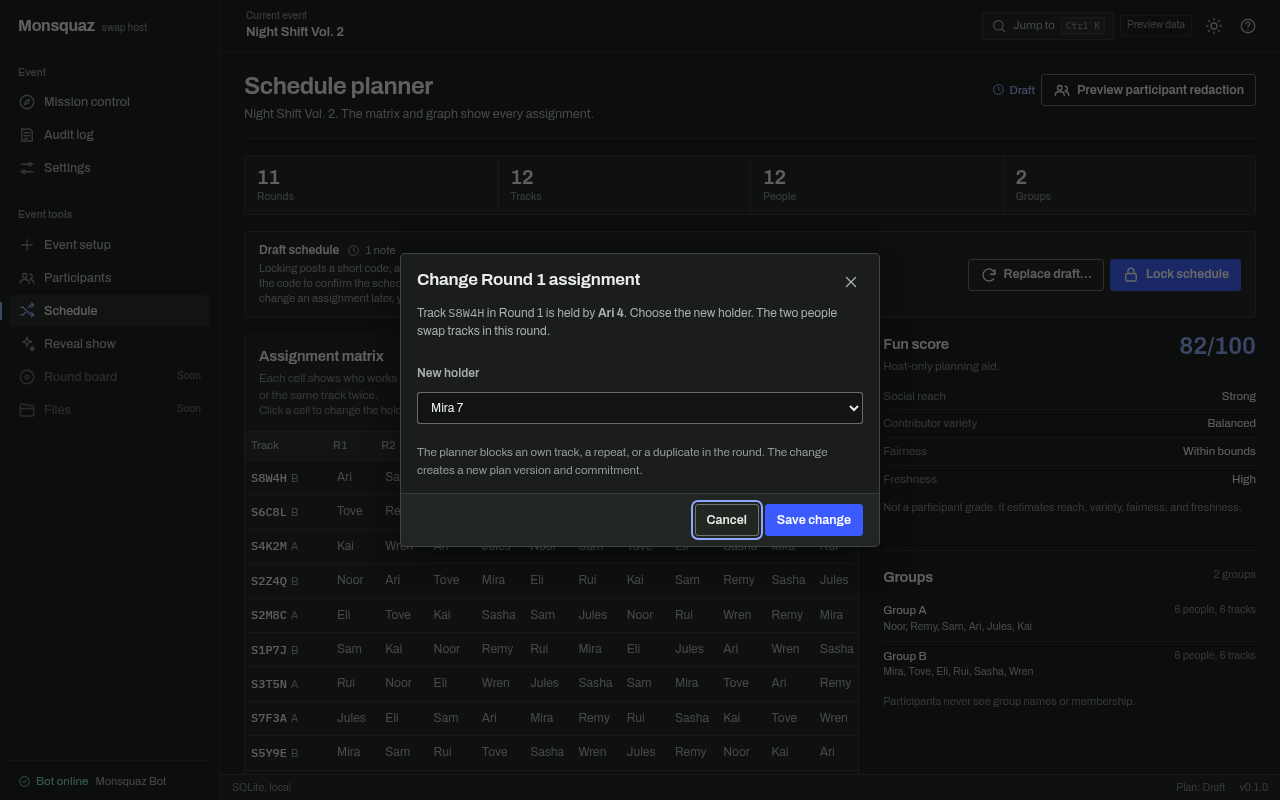 Monsquaz swap host
Current event
Night Shift Vol. 2
Jump to Ctrl K
Preview data
Event
Mission control
Audit log
Settings
Event tools
Event setup
Participants
Schedule
Reveal show
Round board Soon
Files Soon
Bot online Monsquaz Bot
Schedule planner
Night Shift Vol. 2. The matrix and graph show every assignment.
Draft
Preview participant redaction
11
Rounds
12
Tracks
12
People
2
Groups
Draft schedule 1 note
Locking posts a short code, a
the code to confirm the sched
change an assignment later, y
Replace draft…
Lock schedule
Change Round 1 assignment
Track S8W4H in Round 1 is held by Ari 4. Choose the new holder. The two people
swap tracks in this round.
New holder
Mira 7
The planner blocks an own track, a repeat, or a duplicate in the round. The change
creates a new plan version and commitment.
Cancel
Save change
Assignment matrix
Each cell shows who works
or the same track twice.
Click a cell to change the hold
Track R1 R2
S8W4H B Ari Sa
S6C8L B Tove Re
S4K2M A Kai Wren Ari Jules Noor Sam Tove Eli Sasha Mira Rui
S2Z4Q B Noor Ari Tove Mira Eli Rui Kai Sam Remy Sasha Jules
S2M8C A Eli Tove Kai Sasha Sam Jules Noor Rui Wren Remy Mira
S1P7J B Sam Kai Noor Remy Rui Mira Eli Jules Ari Wren Sasha
S3T5N A Rui Noor Eli Wren Jules Sasha Sam Mira Tove Ari Remy
S7F3A A Jules Eli Sam Ari Mira Remy Rui Sasha Kai Tove Wren
S5Y9E B Mira Sam Rui Tove Sasha Wren Jules Remy Noor Kai Ari
Fun score 82/100
Host-only planning aid.
Social reach Strong
Contributor variety Balanced
Fairness Within bounds
Freshness High
Not a participant grade. It estimates reach, variety, fairness, and freshness.
Groups 2 groups
Group A 6 people, 6 tracks
Noor, Remy, Sam, Ari, Jules, Kai
Group B 6 people, 6 tracks
Mira, Tove, Eli, Rui, Sasha, Wren
Participants never see group names or membership.
SQLite, local
Plan: Draft v0.1.0